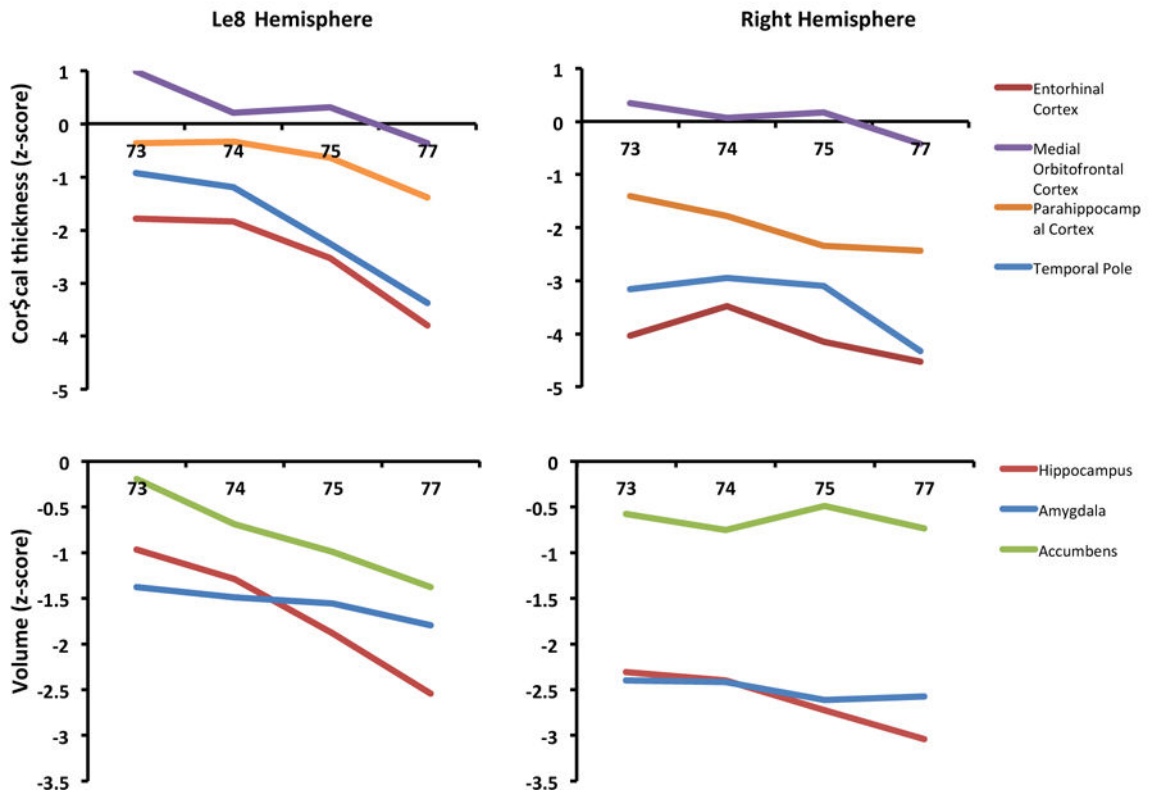 Le8 Hemisphere
Right Hemisphere
Cor$cal thickness (z-score)
1
0
-1
-2
-3
-4
-5
73 74 75 77
1
0
-1
-2
-3
-4
-5
73 74 75 77
Entorhinal
Cortex
Medial
Orbitofrontal
Cortex
Parahippocamp
al Cortex
Temporal Pole
Volume (z-score)
0
-0.5
-1
-1.5
-2
-2.5
-3
-3.5
73 74 75 77
0
-0.5
-1
-1.5
-2
-2.5
-3
-3.5
73 74 75 77
Hippocampus
Amygdala
Accumbens